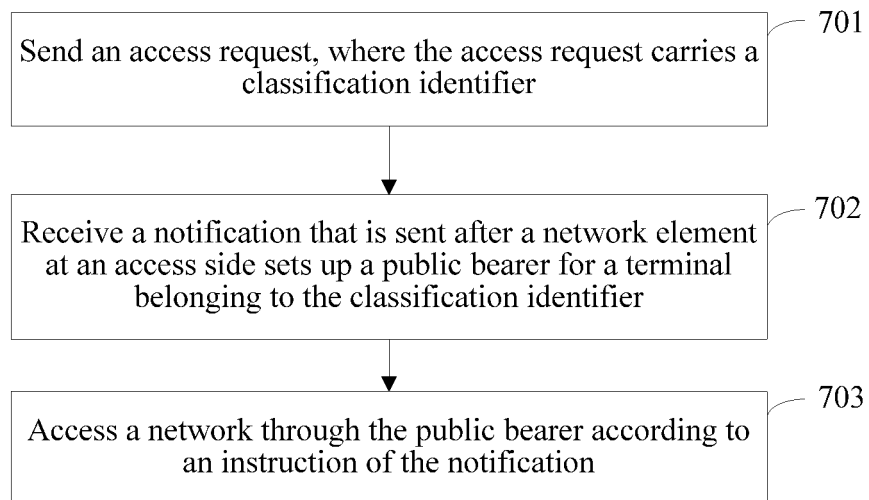 701
Send an access request, where the access request carries a
classification identifier
702
Receive a notification that is sent after a network element
at an access side sets up a public bearer for a terminal
belonging to the classification identifier
703
Access a network through the public bearer according to
an instruction of the notification